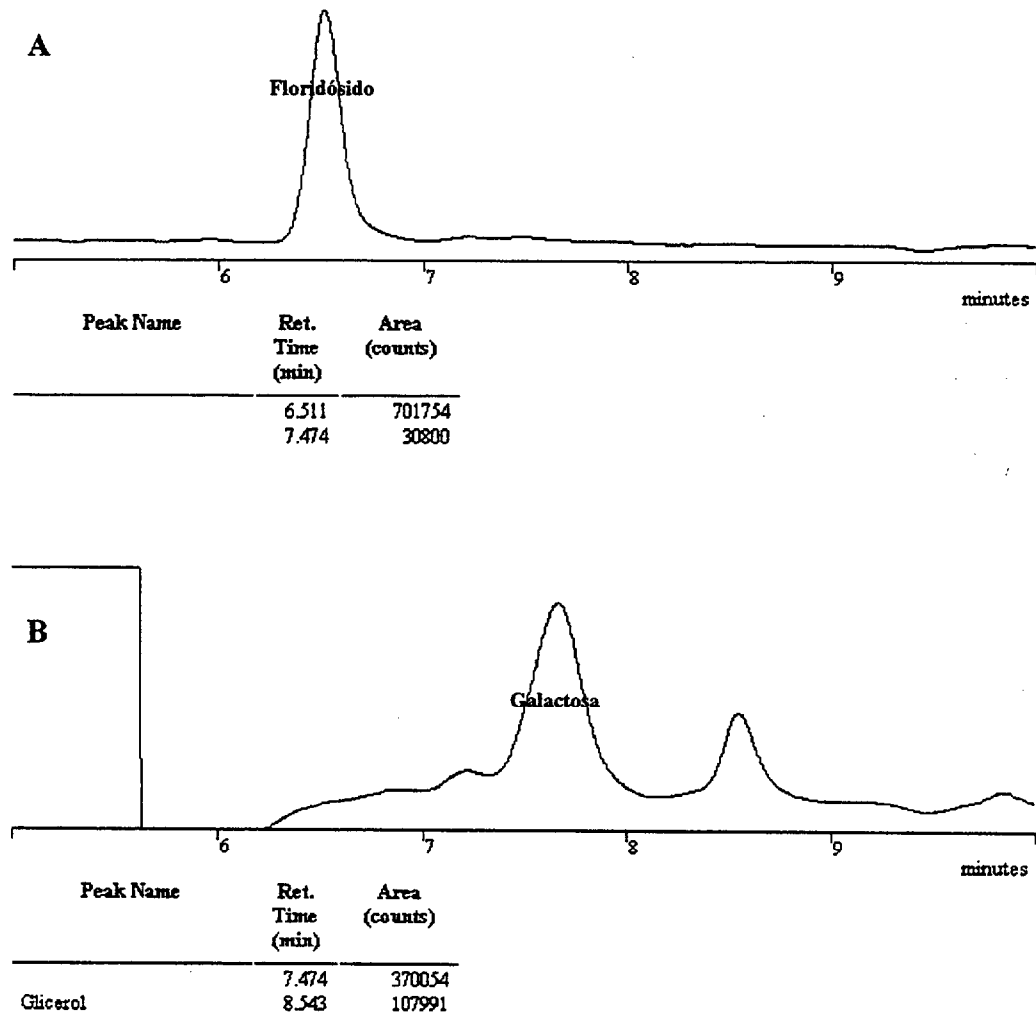 A
Floridósido
6 7 8 9
minutes
Peak Name Ret. Area
Time (counts)
(min)
6.511 701754
7.474 30800
B
Galactosa
6 7 8 9
minutes
Peak Name Ret. Area
Time (counts)
(min)
7.474 370054
Glicerol 8.543 107991